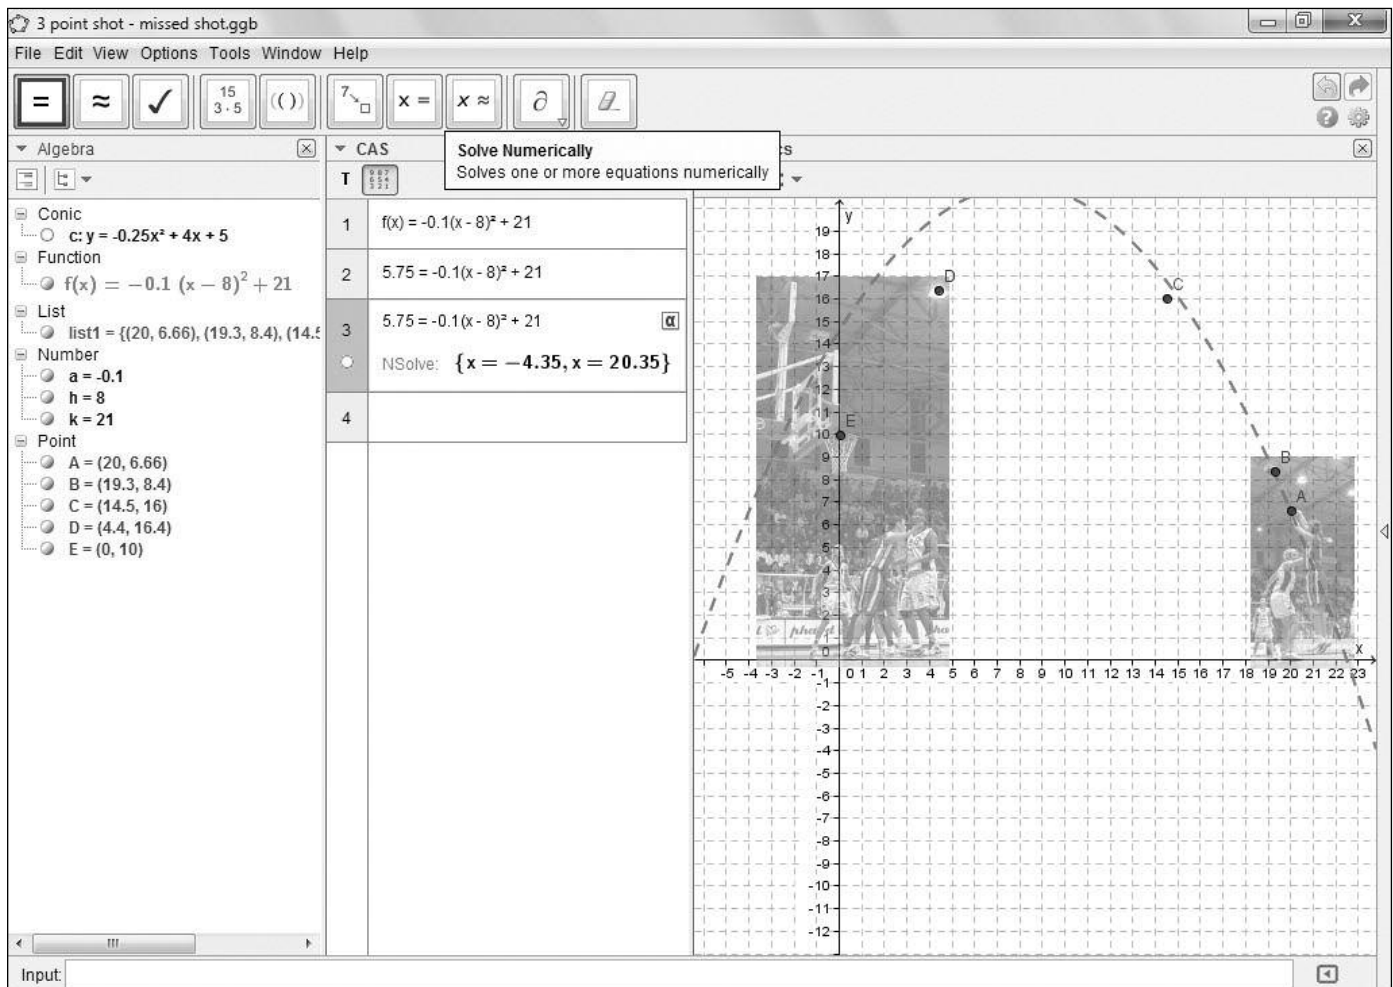 3 point shot - missed shot.ggb
File Edit View Options Tools Window Help
= ≈ ✓ 15 3·5 (( )) 7 x = x ≈ ∂
Solve Numerically
Solves one or more equations numerically
Algebra
Conic
c: y = -0.25x² + 4x + 5
Function
f(x) = −0.1 (x − 8)² + 21
List
list1 = {(20, 6.66), (19.3, 8.4), (14.5
Number
a = -0.1
h = 8
k = 21
Point
A = (20, 6.66)
B = (19.3, 8.4)
C = (14.5, 16)
D = (4.4, 16.4)
E = (0, 10)
CAS
T
1 f(x) = -0.1(x - 8)² + 21
2 5.75 = -0.1(x - 8)² + 21
3 5.75 = -0.1(x - 8)² + 21 α
NSolve: {x = −4.35, x = 20.35}
4
cs
y
19
18
17 D
16 C
15
14
13
12
11
10 E
9 B
8
7 A
6
5
4
3
2
1
0 x
-5 -4 -3 -2 -1 0 1 2 3 4 5 6 7 8 9 10 11 12 13 14 15 16 17 18 19 20 21 22 23
-1
-2
-3
-4
-5
-6
-7
-8
-9
-10
-11
-12
Input: